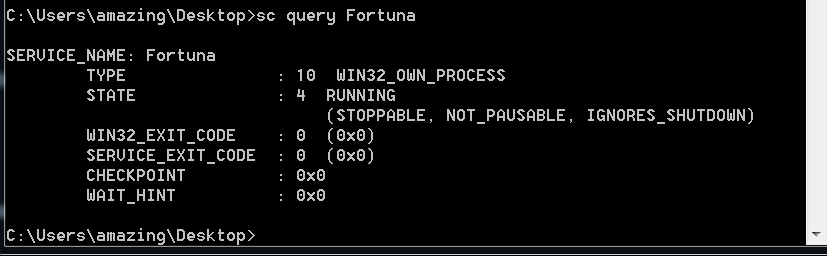 C:\Users\amazing\Desktop>sc query Fortuna
SERVICE_NAME: Fortuna
TYPE : 10 WIN32_OWN_PROCESS
STATE : 4 RUNNING
(STOPPABLE, NOT_PAUSABLE, IGNORES_SHUTDOWN)
WIN32_EXIT_CODE : 0 (0x0)
SERVICE_EXIT_CODE : 0 (0x0)
CHECKPOINT : 0x0
WAIT_HINT : 0x0
C:\Users\amazing\Desktop>